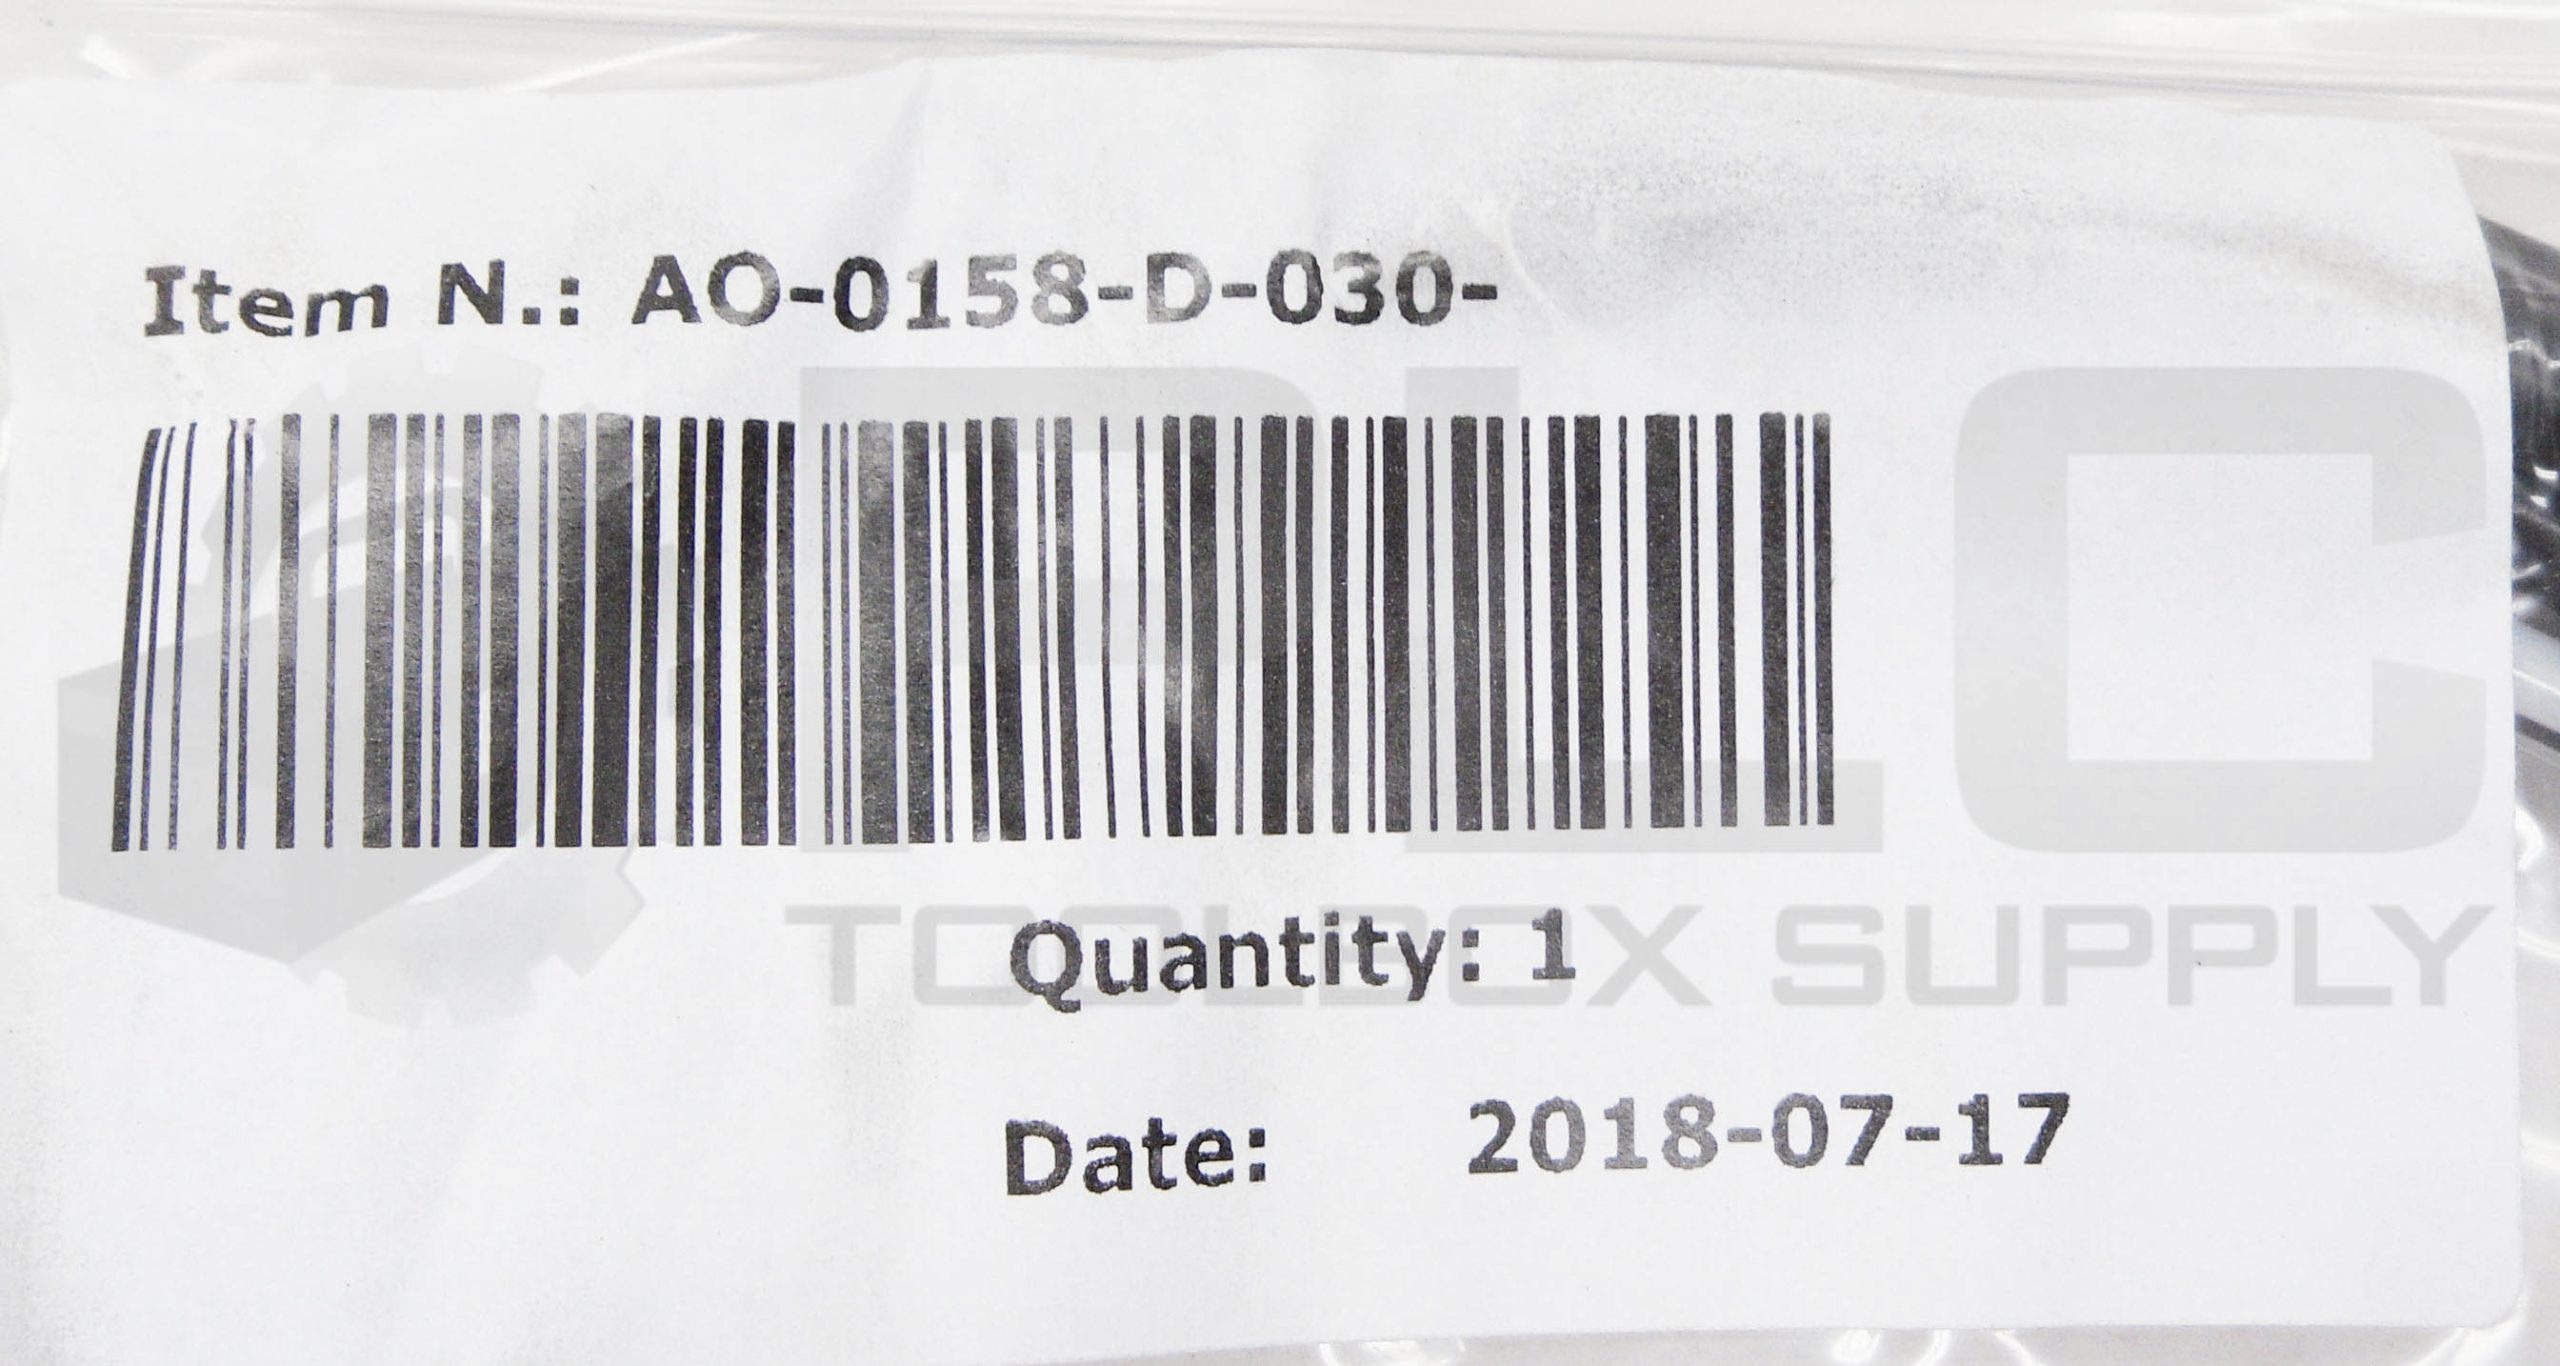 Item N.: AO-0158-D-030-
PLC
TOOLBOX SUPPLY
Quantity: 1
Date: 2018-07-17